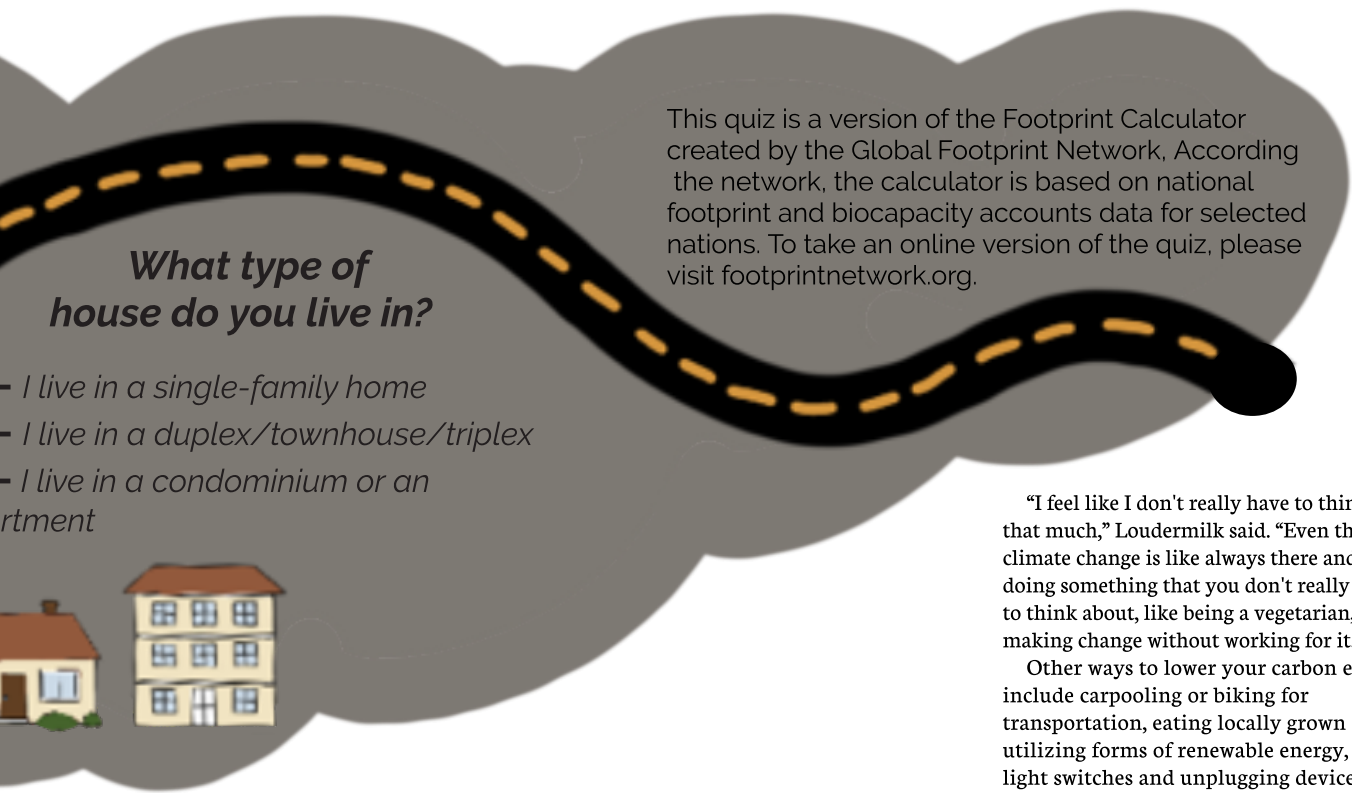 This quiz is a version of the Footprint Calculator
created by the Global Footprint Network, According
the network, the calculator is based on national
footprint and biocapacity accounts data for selected
nations. To take an online version of the quiz, please
visit footprintnetwork.org.
What type of
house do you live in?
– I live in a single-family home
– I live in a duplex/townhouse/triplex
– I live in a condominium or an
rtment
“I feel like I don't really have to
that much,” Loudermilk said. “Even
climate change is like always there
doing something that you don't really
to think about, like being a vegetarian,
making change without working for it
Other ways to lower your carbon
include carpooling or biking for
transportation, eating locally grown
utilizing forms of renewable energy,
light switches and unplugging